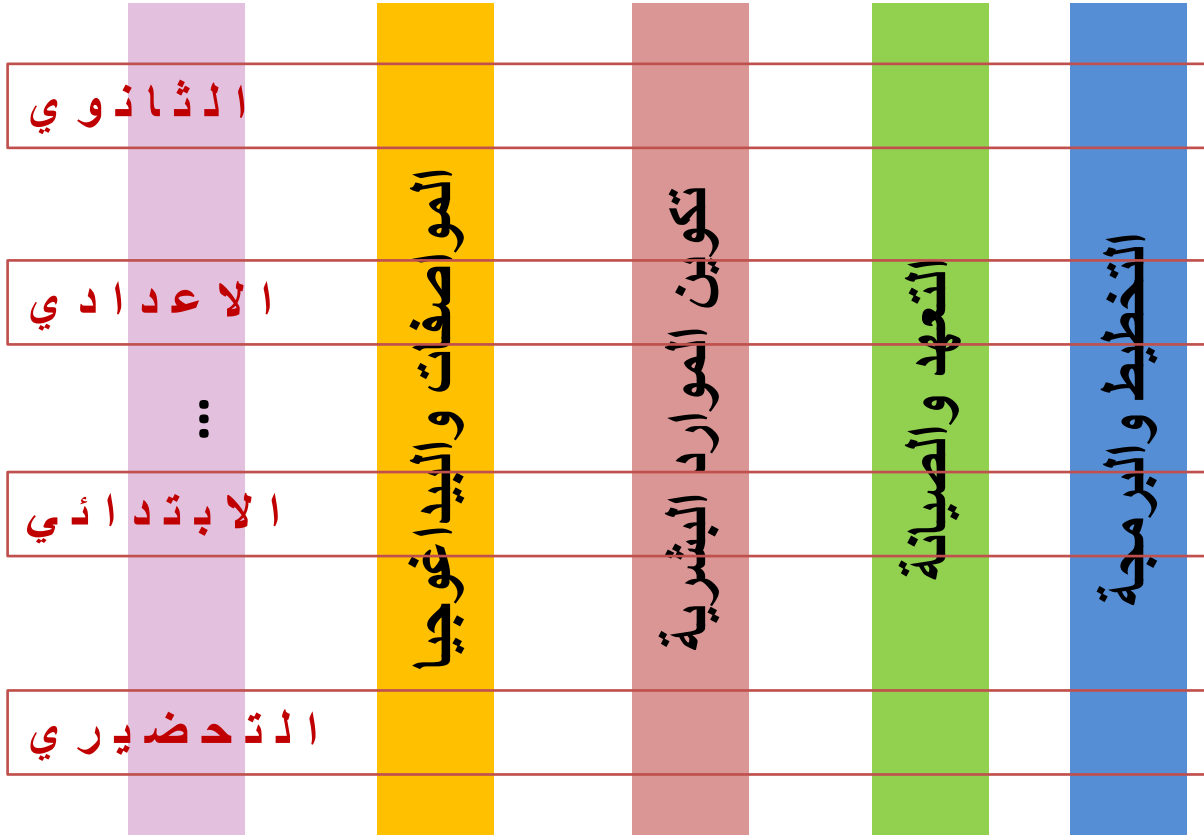 الثانوي
الاعدادي
...
الابتدائي
التحضيري
التخطيط والبرمجة
التعهد والصيانة
تكوين الموارد البشرية
المواصفات والبيداغوجيا